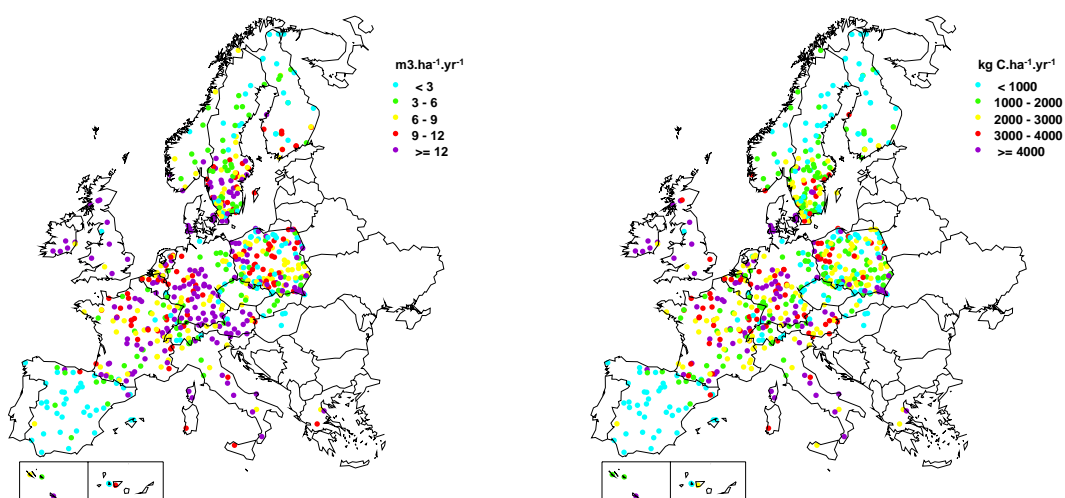 m3.ha⁻¹.yr⁻¹
< 3
3 - 6
6 - 9
9 - 12
>= 12
kg C.ha⁻¹.yr⁻¹
< 1000
1000 - 2000
2000 - 3000
3000 - 4000
>= 4000